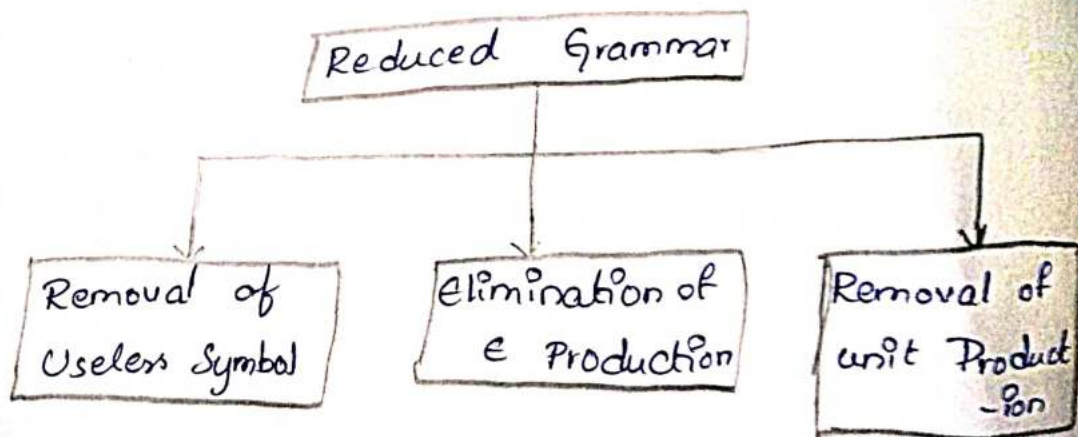 Reduced Grammar
Removal of
Useless Symbol
Elimination of
ε Production
Removal of
unit Product
-ion